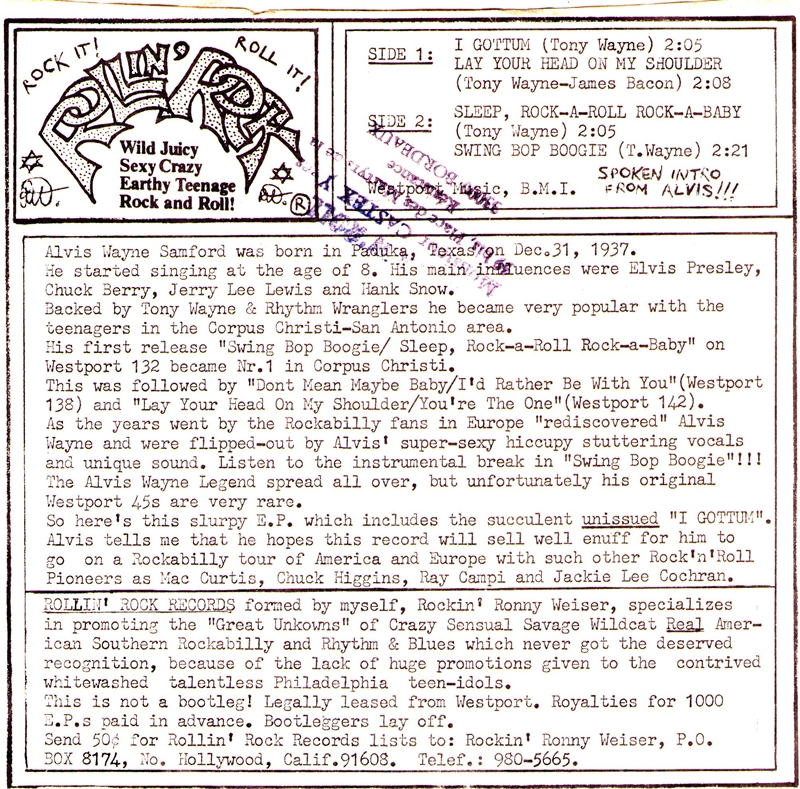 ROCK IT!
ROLL IT!
ROLLIN' ROCK
Wild Juicy
Sexy Crazy
Earthy Teenage
Rock and Roll!
®
SIDE 1: I GOTTUM (Tony Wayne) 2:05
LAY YOUR HEAD ON MY SHOULDER
(Tony Wayne-James Bacon) 2:08
SIDE 2: SLEEP, ROCK-A-ROLL ROCK-A-BABY
(Tony Wayne) 2:05
SWING BOP BOOGIE (T.Wayne) 2:21
Westport Music, B.M.I. SPOKEN INTRO
FROM ALVIS!!!
CASTEX Y
BORDEAUX
Alvis Wayne Samford was born in Paduka, Texas on Dec.31, 1937.
He started singing at the age of 8. His main influences were Elvis Presley,
Chuck Berry, Jerry Lee Lewis and Hank Snow.
Backed by Tony Wayne & Rhythm Wranglers he became very popular with the
teenagers in the Corpus Christi-San Antonio area.
His first release "Swing Bop Boogie/ Sleep, Rock-a-Roll Rock-a-Baby" on
Westport 132 became Nr.1 in Corpus Christi.
This was followed by "Dont Mean Maybe Baby/I'd Rather Be With You"(Westport
138) and "Lay Your Head On My Shoulder/You're The One"(Westport 142).
As the years went by the Rockabilly fans in Europe "rediscovered" Alvis
Wayne and were flipped-out by Alvis' super-sexy hiccupy stuttering vocals
and unique sound. Listen to the instrumental break in "Swing Bop Boogie"!!!
The Alvis Wayne Legend spread all over, but unfortunately his original
Westport 45s are very rare.
So here's this slurpy E.P. which includes the succulent unissued "I GOTTUM".
Alvis tells me that he hopes this record will sell well enuff for him to
go on a Rockabilly tour of America and Europe with such other Rock'n'Roll
Pioneers as Mac Curtis, Chuck Higgins, Ray Campi and Jackie Lee Cochran.
ROLLIN' ROCK RECORDS formed by myself, Rockin' Ronny Weiser, specializes
in promoting the "Great Unkowns" of Crazy Sensual Savage Wildcat Real Amer-
ican Southern Rockabilly and Rhythm & Blues which never got the deserved
recognition, because of the lack of huge promotions given to the contrived
whitewashed talentless Philadelphia teen-idols.
This is not a bootleg! Legally leased from Westport. Royalties for 1000
E.P.s paid in advance. Bootleggers lay off.
Send 50¢ for Rollin' Rock Records lists to: Rockin' Ronny Weiser, P.O.
BOX 8174, No. Hollywood, Calif.91608. Telef.: 980-5665.